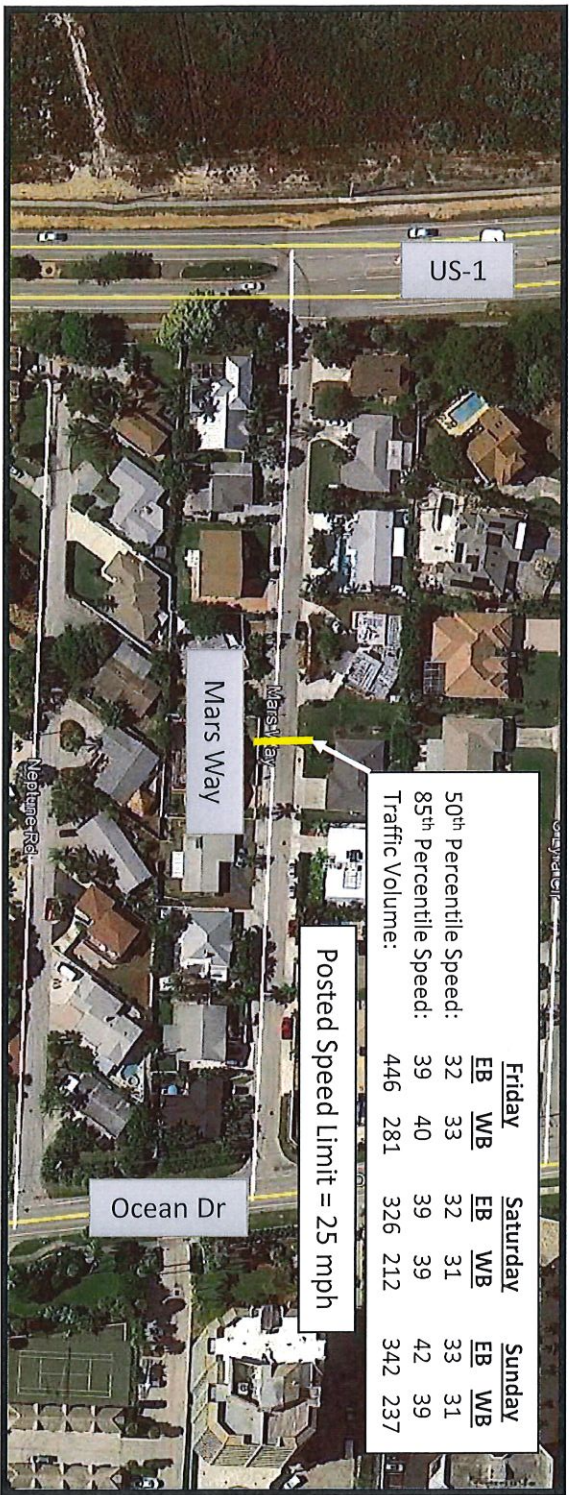 US-1
Mars Way
Mars Way
Neptune Rd
Ocean Dr
Friday Saturday Sunday
EB WB EB WB EB WB
50th Percentile Speed: 32 33 32 31 33 31
85th Percentile Speed: 39 40 39 39 42 39
Traffic Volume: 446 281 326 212 342 237
Posted Speed Limit = 25 mph